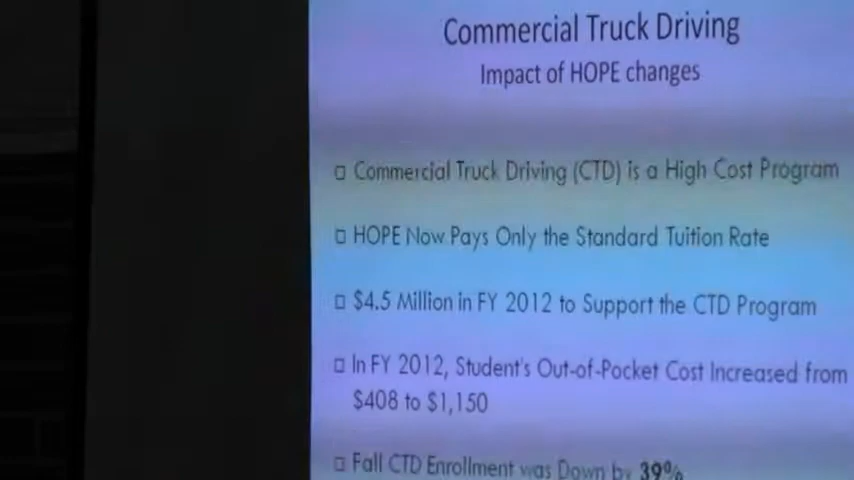 Commercial Truck Driving
Impact of HOPE changes
Commercial Truck Driving (CTD) is a High Cost Program
HOPE Now Pays Only the Standard Tuition Rate
$4.5 Million in FY 2012 to Support the CTD Program
In FY 2012, Student's Out-of-Pocket Cost Increased from
$408 to $1,150
Fall CTD Enrollment was Down by 39%